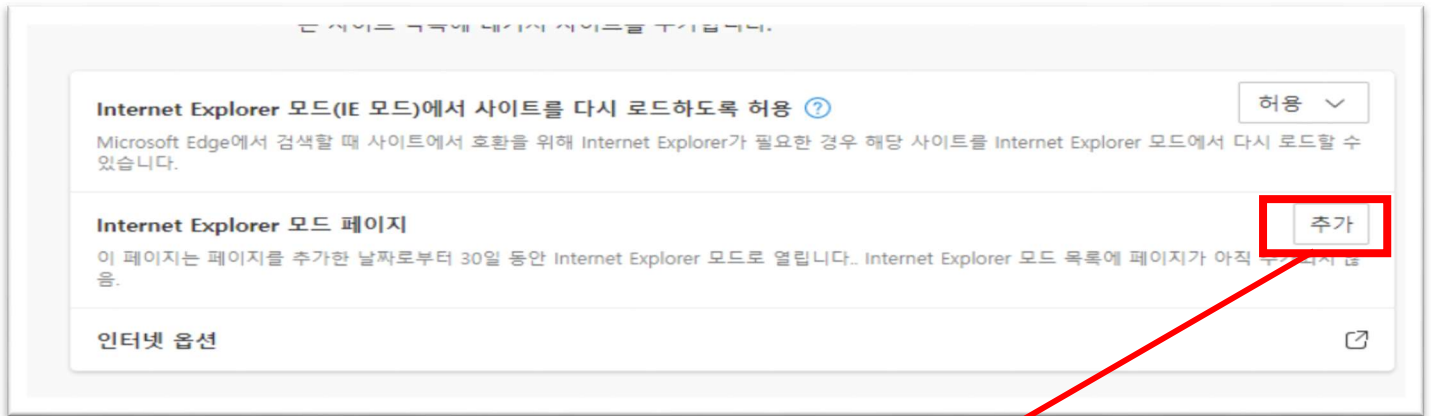 Internet Explorer 모드(IE 모드)에서 사이트를 다시 로드하도록 허용 ?
허용
Microsoft Edge에서 검색할 때 사이트에서 호환을 위해 Internet Explorer가 필요한 경우 해당 사이트를 Internet Explorer 모드에서 다시 로드할 수
있습니다.
Internet Explorer 모드 페이지
추가
이 페이지는 페이지를 추가한 날짜로부터 30일 동안 Internet Explorer 모드로 열립니다.. Internet Explorer 모드 목록에 페이지가 아직
음.
인터넷 옵션